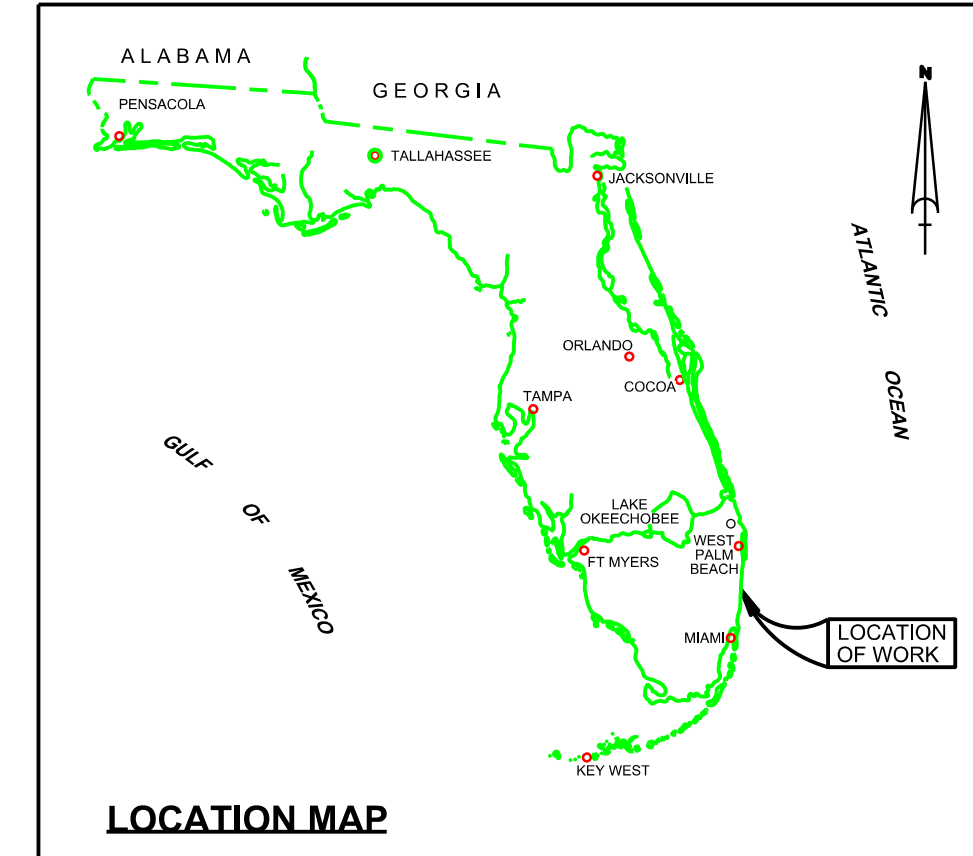 ALABAMA
GEORGIA
N
PENSACOLA
TALLAHASSEE
JACKSONVILLE
ATLANTIC
OCEAN
ORLANDO
COCOA
TAMPA
GULF
OF
MEXICO
LAKE
OKEECHOBEE
WEST
PALM
BEACH
FT MYERS
MIAMI
LOCATION
OF WORK
KEY WEST
LOCATION MAP